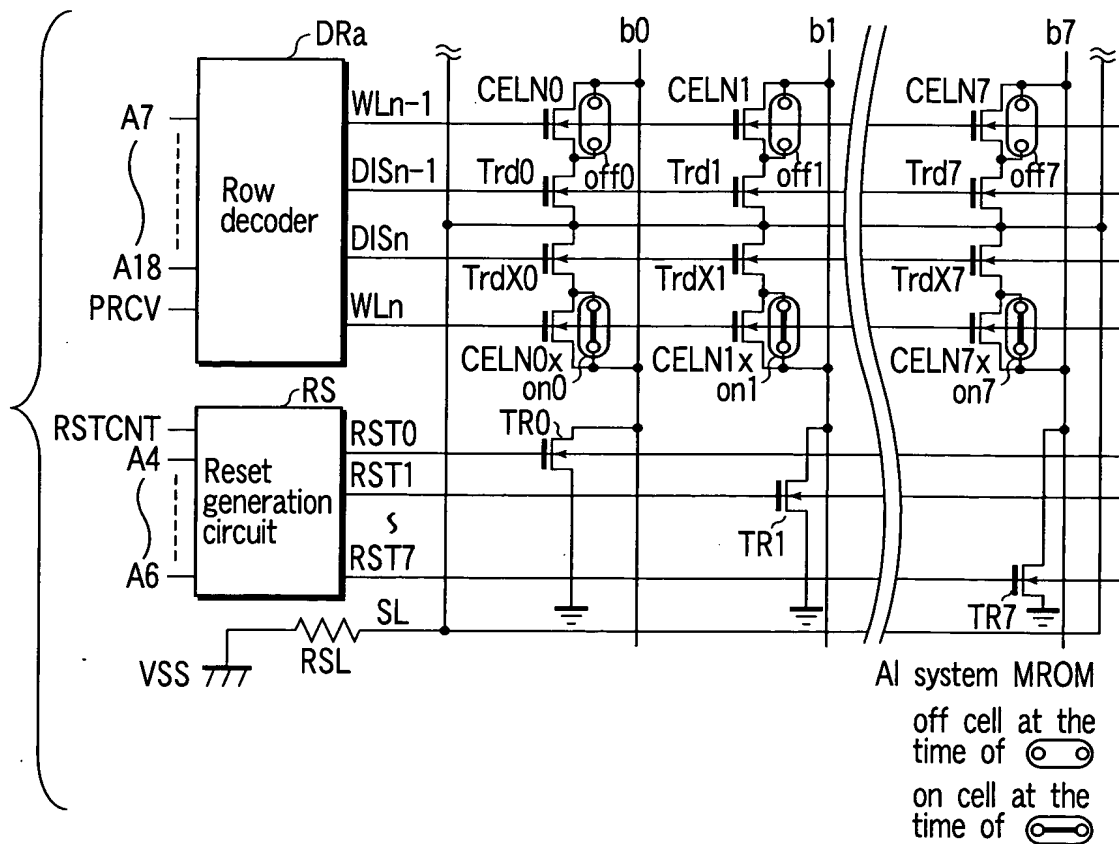 DRa
b0
b1
b7
CELN0
CELN1
CELN7
WLn-1
A7
off0
off1
off7
DISn-1
Trd0
Trd1
Trd7
Row
decoder
DISn
A18
TrdX0
TrdX1
TrdX7
PRCV
WLn
CELN0x
CELN1x
CELN7x
on0
on1
on7
RS
RSTCNT
RST0
TR0
A4
Reset
generation
circuit
RST1
TR1
RST7
A6
TR7
SL
RSL
VSS
Al system MROM
off cell at the
time of
on cell at the
time of